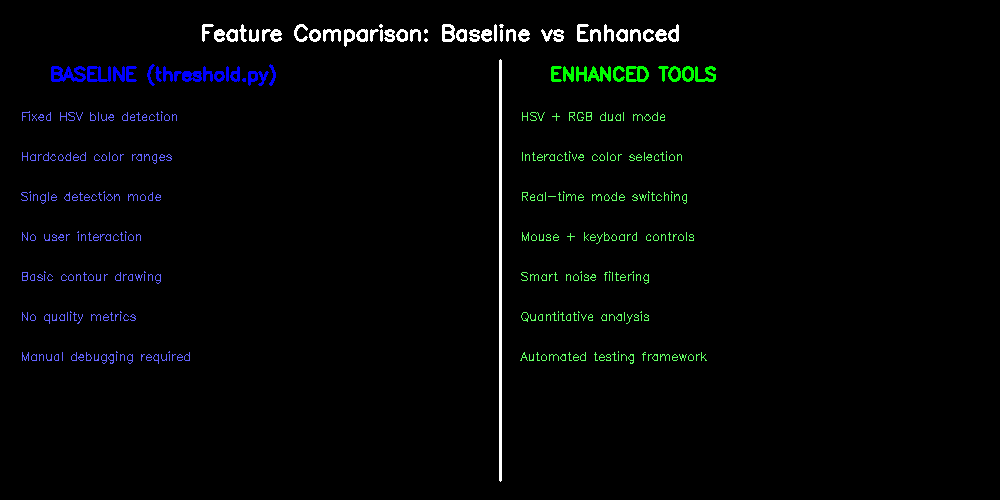 Feature Comparison: Baseline vs Enhanced
BASELINE (threshold.py)
Fixed HSV blue detection
Hardcoded color ranges
Single detection mode
No user interaction
Basic contour drawing
No quality metrics
Manual debugging required
ENHANCED TOOLS
HSV + RGB dual mode
Interactive color selection
Real-time mode switching
Mouse + keyboard controls
Smart noise filtering
Quantitative analysis
Automated testing framework